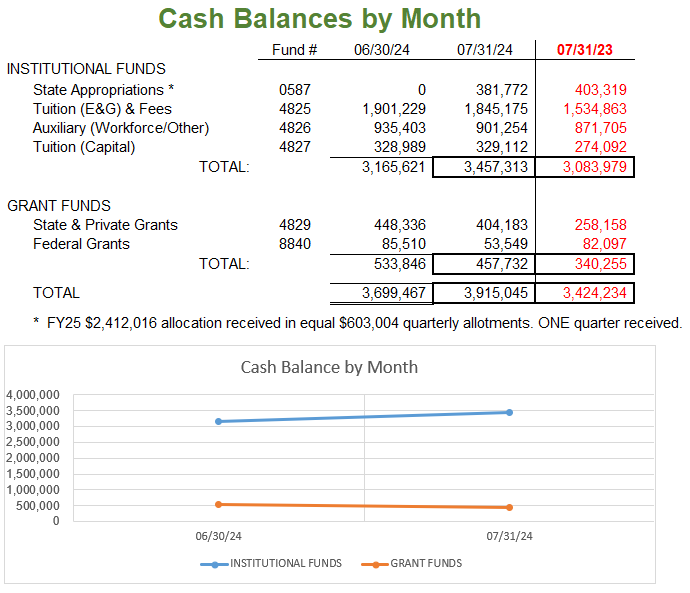 Cash Balances by Month
Fund # 06/30/24 07/31/24 07/31/23
INSTITUTIONAL FUNDS
State Appropriations * 0587 0 381,772 403,319
Tuition (E&G) & Fees 4825 1,901,229 1,845,175 1,534,863
Auxiliary (Workforce/Other) 4826 935,403 901,254 871,705
Tuition (Capital) 4827 328,989 329,112 274,092
TOTAL: 3,165,621 3,457,313 3,083,979
GRANT FUNDS
State & Private Grants 4829 448,336 404,183 258,158
Federal Grants 8840 85,510 53,549 82,097
TOTAL: 533,846 457,732 340,255
TOTAL 3,699,467 3,915,045 3,424,234
* FY25 $2,412,016 allocation received in equal $603,004 quarterly allotments. ONE quarter received.
Cash Balance by Month
4,000,000
3,500,000
3,000,000
2,500,000
2,000,000
1,500,000
1,000,000
500,000
0
06/30/24 07/31/24
INSTITUTIONAL FUNDS GRANT FUNDS